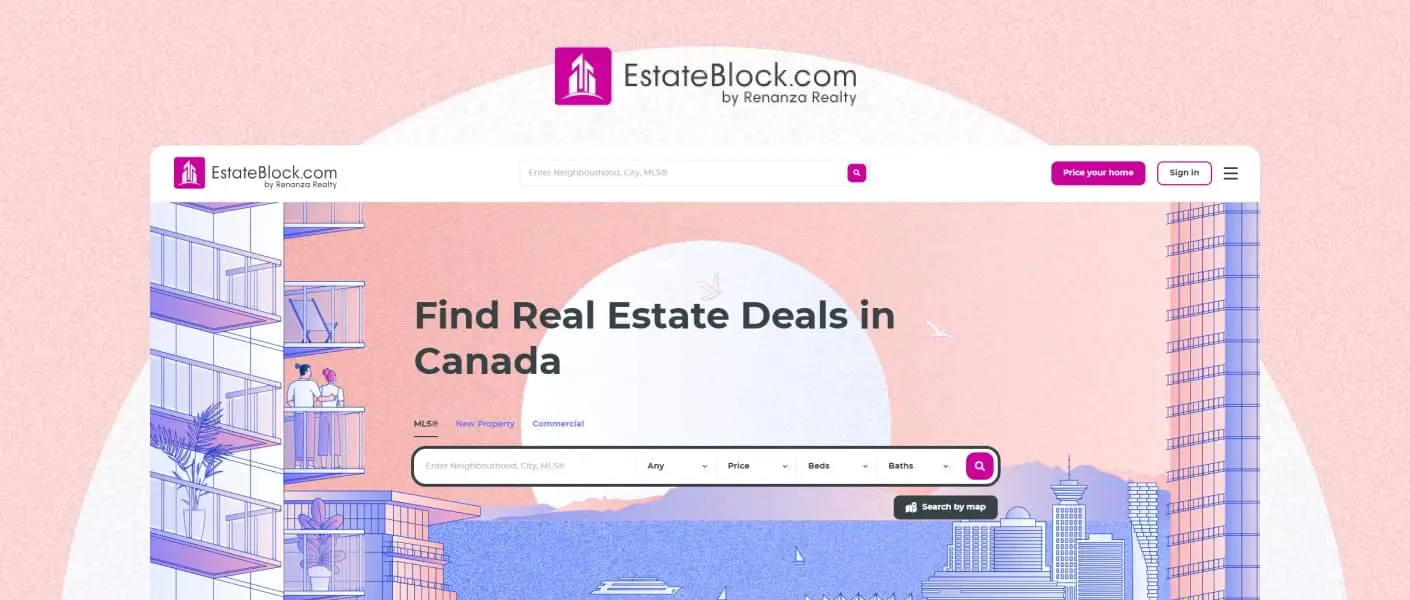 EstateBlock.com
by Renanza Realty
EstateBlock.com
by Renanza Realty
Enter Neighbourhood, City, MLS®
Price your home
Sign in
Find Real Estate Deals in
Canada
MLS® New Property Commercial
Enter Neighbourhood, City, MLS® Any Price Beds Baths
Search by map